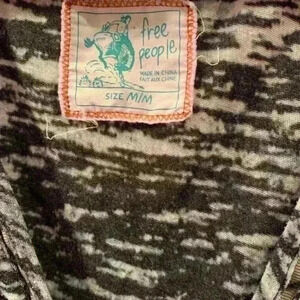 free
people
MADE IN CHINA
FAIT AUX CHINE
SIZE M/M